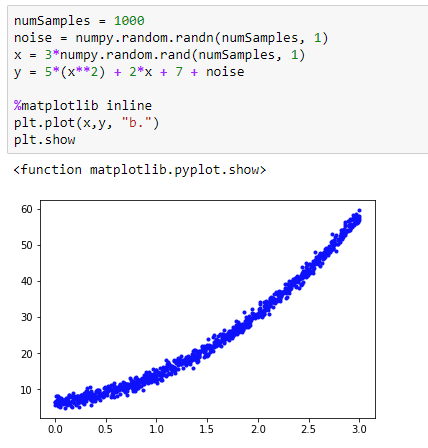 numSamples = 1000
noise = numpy.random.randn(numSamples, 1)
x = 3*numpy.random.rand(numSamples, 1)
y = 5*(x**2) + 2*x + 7 + noise
%matplotlib inline
plt.plot(x,y, "b.")
plt.show
<function matplotlib.pyplot.show>
60
50
40
30
20
10
0.0 0.5 1.0 1.5 2.0 2.5 3.0